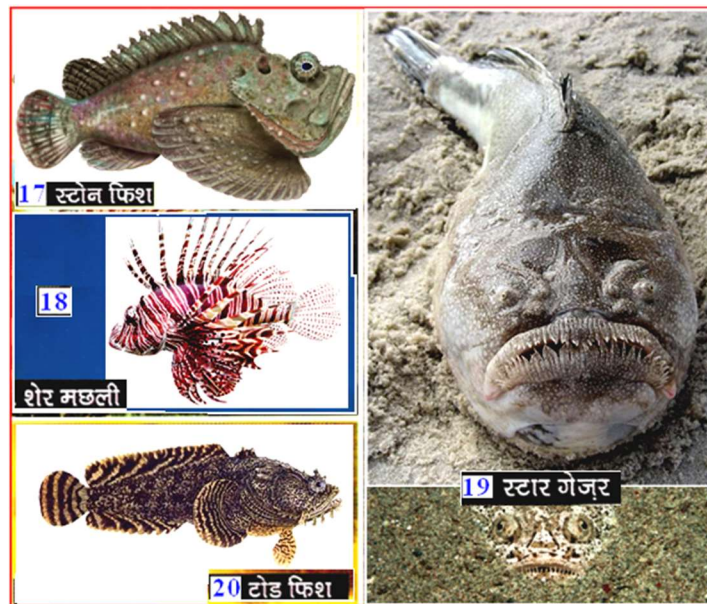 17 स्टोन फिश
18
शेर मछली
19 स्टार गेज़र
20 टोड फिश